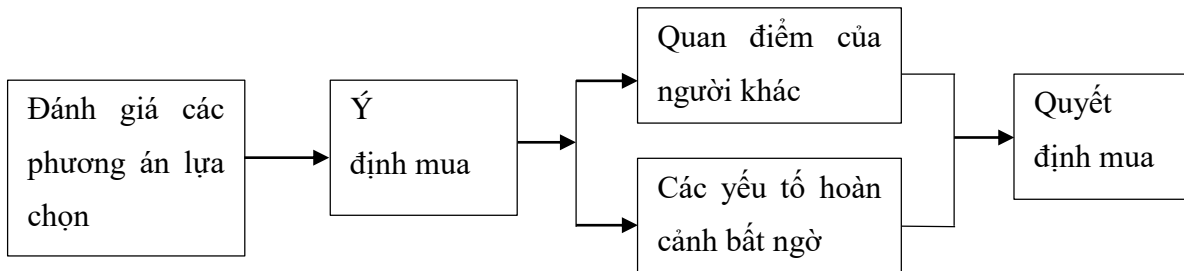 Đánh giá các
phương án lựa
chọn
Ý
định mua
Quan điểm của
người khác
Các yếu tố hoàn
cảnh bất ngờ
Quyết
định mua